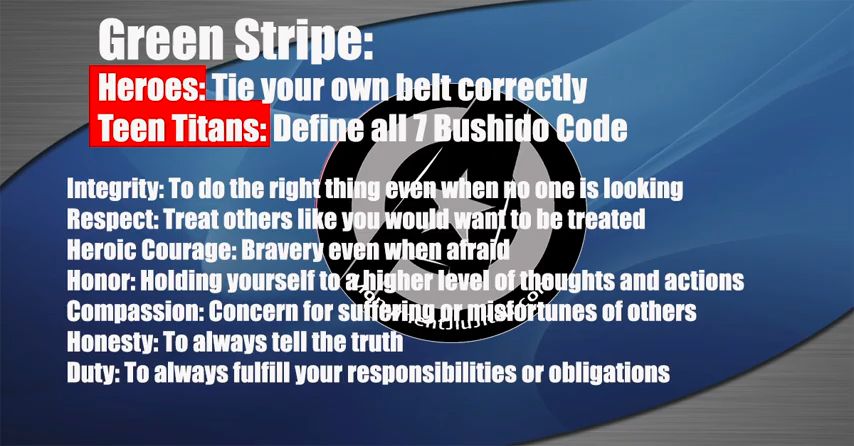 Green Stripe:
Heroes: Tie your own belt correctly
Teen Titans: Define all 7 Bushido Code
Integrity: To do the right thing even when no one is looking
Respect: Treat others like you would want to be treated
Heroic Courage: Bravery even when afraid
Honor: Holding yourself to a higher level of thoughts and actions
Compassion: Concern for suffering or misfortunes of others
Honesty: To always tell the truth
Duty: To always fulfill your responsibilities or obligations